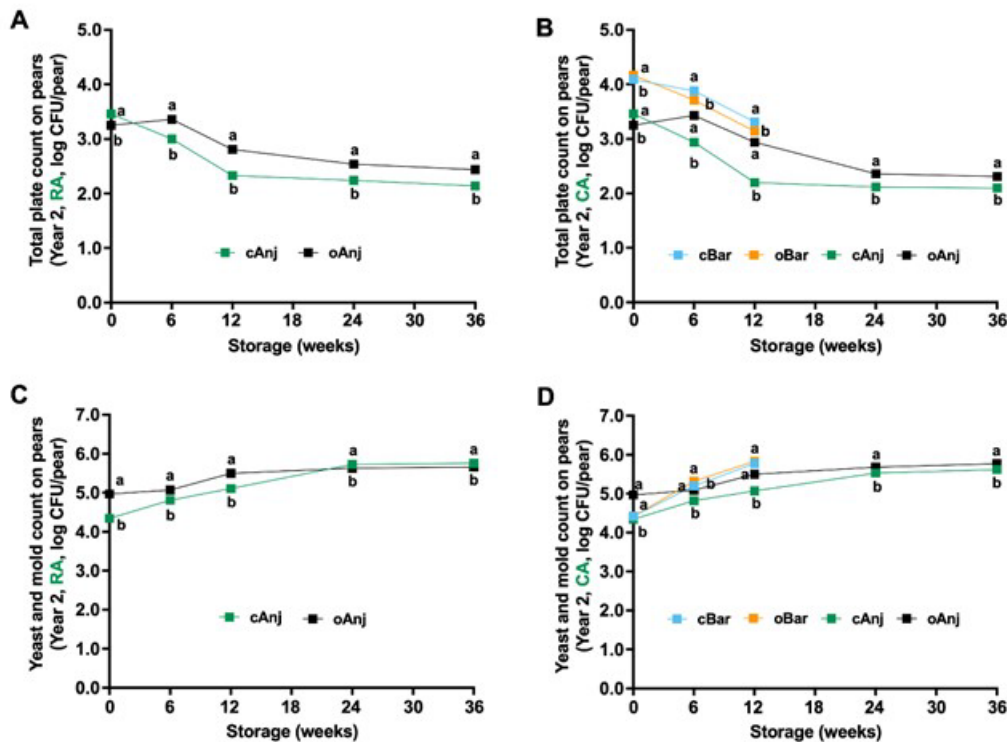 A
Total plate count on pears
(Year 2, RA, log CFU/pear)
5.0
4.0
3.0
2.0
1.0
0.0
a
b
a
b
a
b
a
b
a
b
cAnj oAnj
0 6 12 18 24 30 36
Storage (weeks)
B
Total plate count on pears
(Year 2, CA, log CFU/pear)
5.0
4.0
3.0
2.0
1.0
0.0
a
b
a
b
a
b
a
b
a
b
a
b
a
b
a
b
cBar oBar cAnj oAnj
0 6 12 18 24 30 36
Storage (weeks)
C
Yeast and mold count on pears
(Year 2, RA, log CFU/pear)
7.0
6.0
5.0
4.0
3.0
2.0
1.0
0.0
a
b
a
b
a
b
a
b
a
b
cAnj oAnj
0 6 12 18 24 30 36
Storage (weeks)
D
Yeast and mold count on pears
(Year 2, CA, log CFU/pear)
7.0
6.0
5.0
4.0
3.0
2.0
1.0
0.0
a
a
b
a
a
b
b
a
a
b
a
b
a
b
cBar oBar cAnj oAnj
0 6 12 18 24 30 36
Storage (weeks)